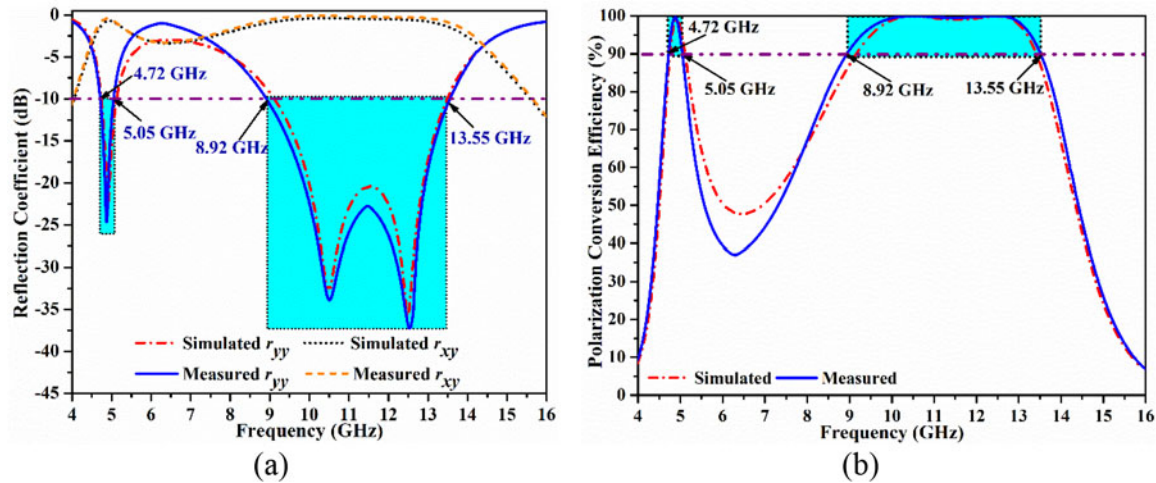 Reflection Coefficient (dB)
5
0
-5
-10
-15
-20
-25
-30
-35
-40
-45
4.72 GHz
5.05 GHz
8.92 GHz
13.55 GHz
Simulated r_yy
Simulated r_xy
Measured r_yy
Measured r_xy
4 5 6 7 8 9 10 11 12 13 14 15 16
Frequency (GHz)
(a)
Polarization Conversion Efficiency (%)
100
90
80
70
60
50
40
30
20
10
0
4.72 GHz
5.05 GHz
8.92 GHz
13.55 GHz
Simulated
Measured
4 5 6 7 8 9 10 11 12 13 14 15 16
Frequency (GHz)
(b)